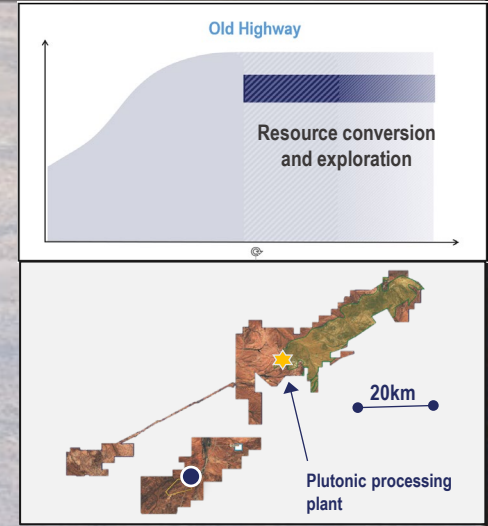 Old Highway
Resource conversion
and exploration
20km
Plutonic processing
plant